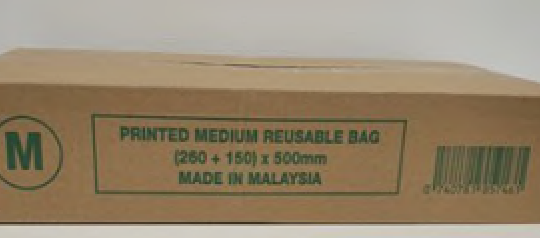 M
PRINTED MEDIUM REUSABLE BAG
(260 + 150) x 500mm
MADE IN MALAYSIA